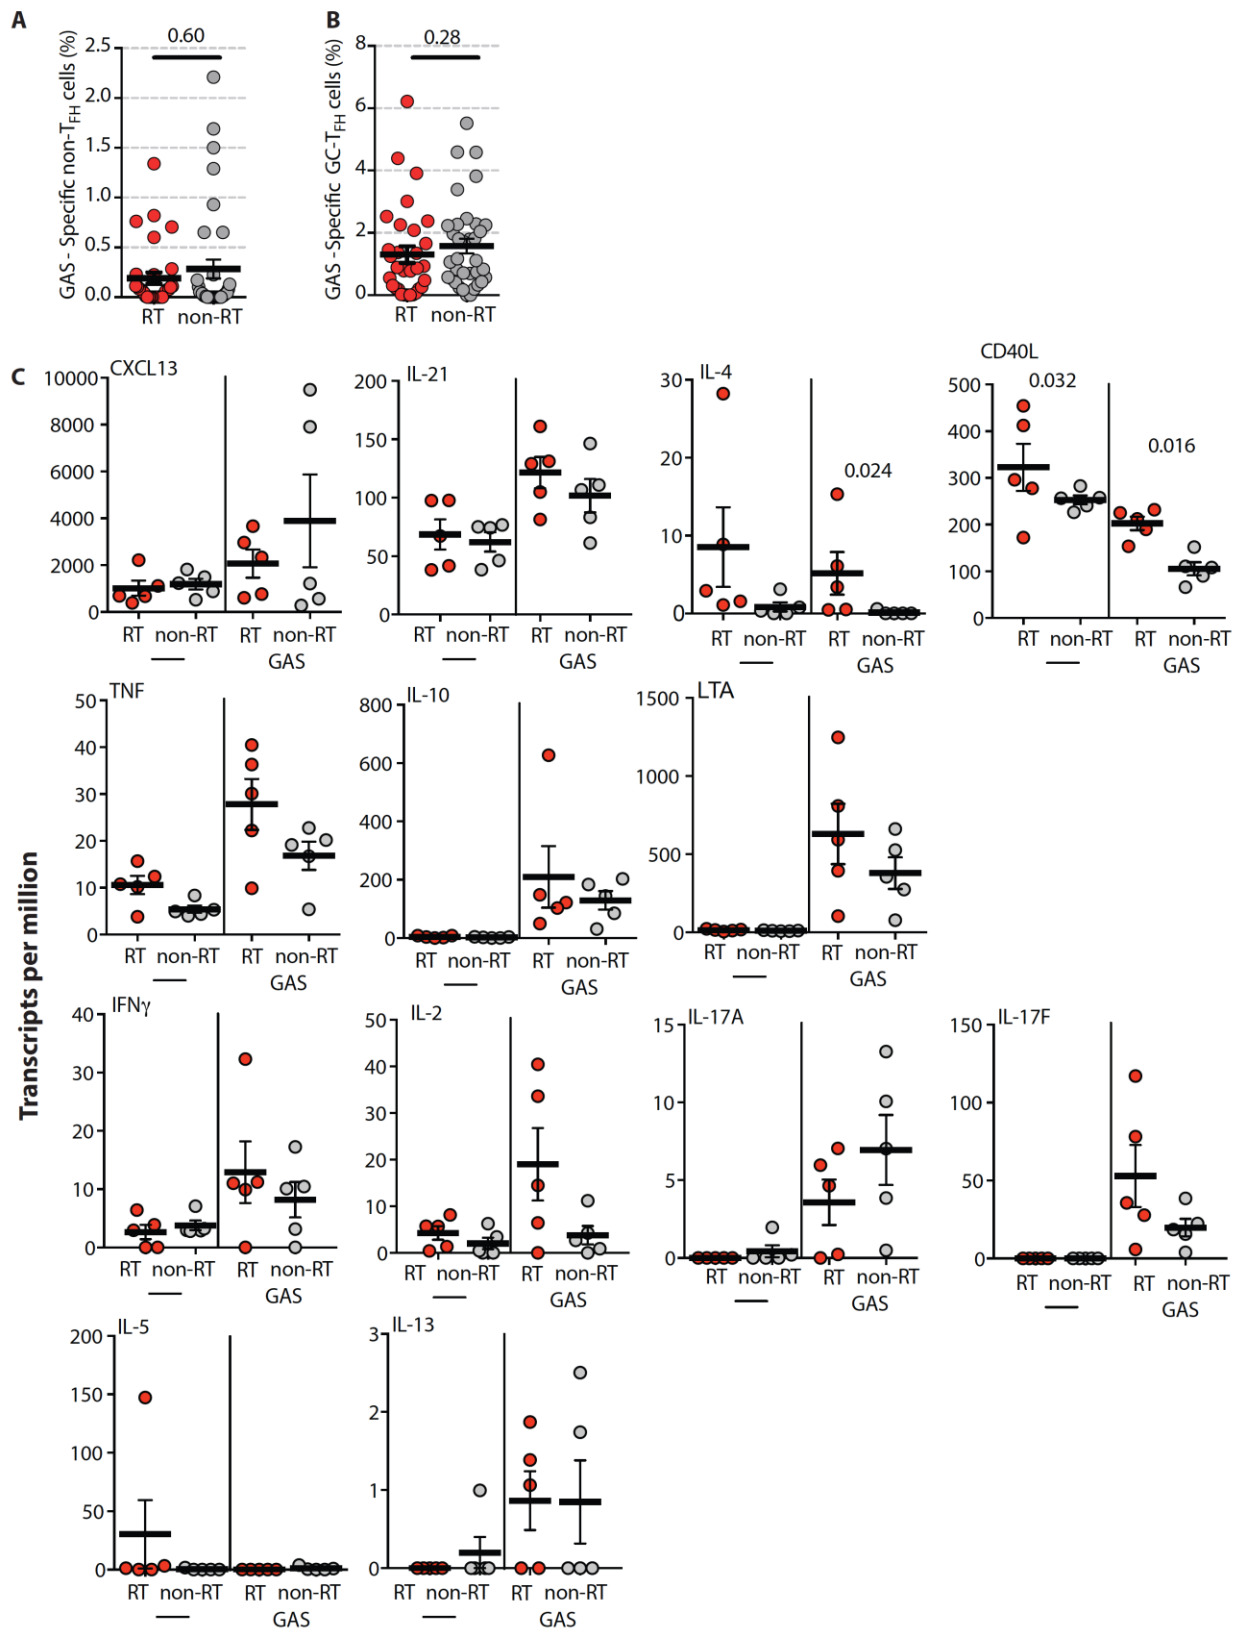 A
B
0.60
0.28
GAS - Specific non-TFH cells (%)
2.5
2.0
1.5
1.0
0.5
0.0
RT non-RT
GAS - Specific GC-TFH cells (%)
8
6
4
2
0
RT non-RT
C
Transcripts per million
CXCL13
10000
8000
6000
4000
2000
0
RT non-RT RT non-RT
GAS
IL-21
200
150
100
50
0
RT non-RT RT non-RT
GAS
IL-4
30
20
10
0
0.024
RT non-RT RT non-RT
GAS
CD40L
500
400
300
200
100
0
0.032
0.016
RT non-RT RT non-RT
GAS
TNF
50
40
30
20
10
0
RT non-RT RT non-RT
GAS
IL-10
800
600
400
200
0
RT non-RT RT non-RT
GAS
LTA
1500
1000
500
0
RT non-RT RT non-RT
GAS
IFNγ
40
30
20
10
0
RT non-RT RT non-RT
GAS
IL-2
50
40
30
20
10
0
RT non-RT RT non-RT
GAS
IL-17A
15
10
5
0
RT non-RT RT non-RT
GAS
IL-17F
150
100
50
0
RT non-RT RT non-RT
GAS
IL-5
200
150
100
50
0
RT non-RT RT non-RT
GAS
IL-13
3
2
1
0
RT non-RT RT non-RT
GAS